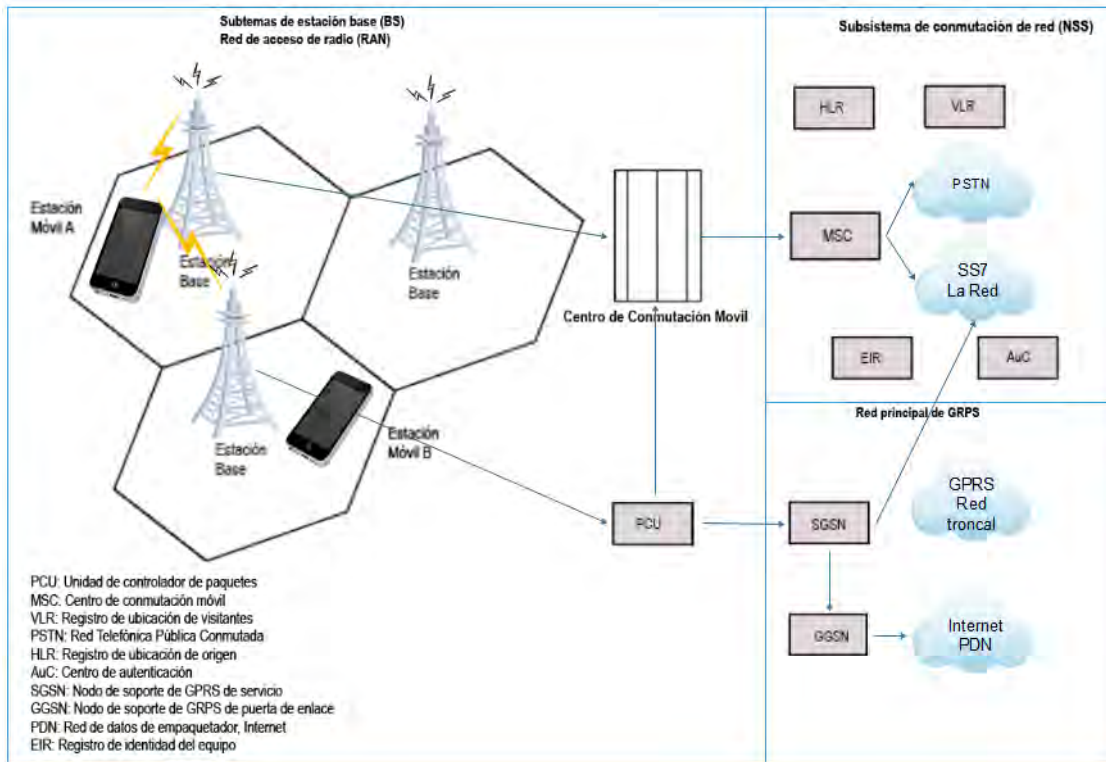 Subtemas de estación base (BS)
Red de acceso de radio (RAN)
Subsistema de conmutación de red (NSS)
HLR
VLR
PSTN
MSC
SS7
La Red
EIR
AuC
Estación
Móvil A
Estación
Base
Estación
Base
Centro de Conmutación Movil
Estación
Base
Estación
Móvil B
Red principal de GRPS
GPRS
Red
troncal
PCU
SGSN
GGSN
Internet
PDN
PCU: Unidad de controlador de paquetes
MSC: Centro de conmutación móvil
VLR: Registro de ubicación de visitantes
PSTN: Red Telefónica Pública Conmutada
HLR: Registro de ubicación de origen
AuC: Centro de autenticación
SGSN: Nodo de soporte de GPRS de servicio
GGSN: Nodo de soporte de GRPS de puerta de enlace
PDN: Red de datos de empaquetador, Internet
EIR: Registro de identidad del equipo